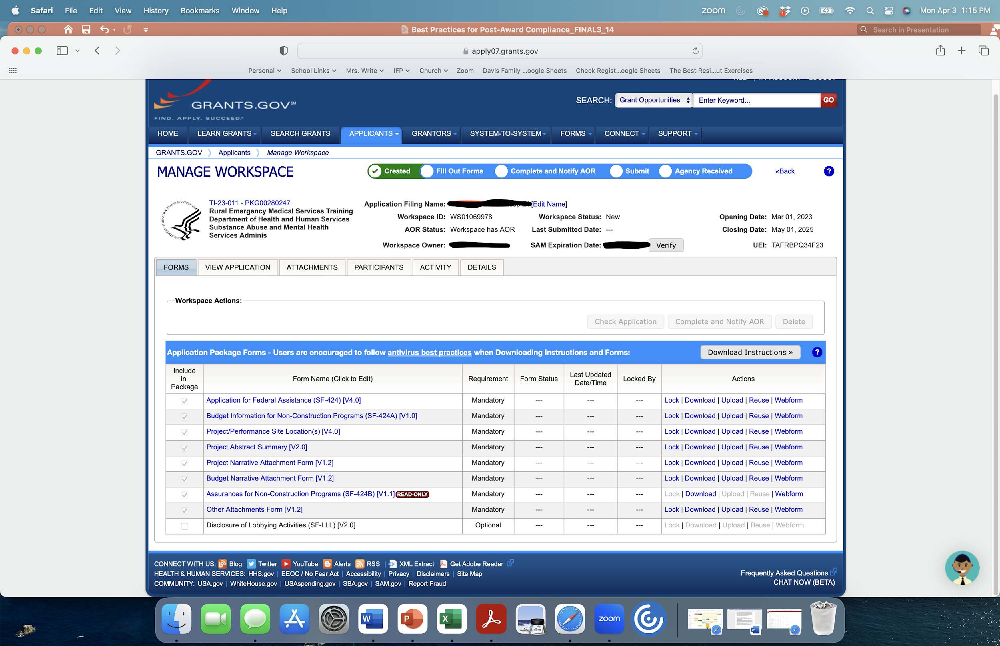 Safari File Edit View History Bookmarks Window Help zoom 1 Mon Apr 3 1:15 PM
Best Practices for Post-Award Compliance_FINAL3_14 Search in Presentation
apply07.grants.gov
Personal School Links Mrs. Write IFP Church Zoom Davis Family ...oogle Sheets Check Regist...oogle Sheets The Best Resi...ut Exercises
GRANTS.GOV℠
FIND. APPLY. SUCCEED.℠
SEARCH: Grant Opportunities Enter Keyword... GO
HOME LEARN GRANTS SEARCH GRANTS APPLICANTS GRANTORS SYSTEM-TO-SYSTEM FORMS CONNECT SUPPORT
GRANTS.GOV Applicants Manage Workspace
MANAGE WORKSPACE Created Fill Out Forms Complete and Notify AOR Submit Agency Received «Back ?
TI-23-011 - PKG00280247
Rural Emergency Medical Services Training
Department of Health and Human Services
Substance Abuse and Mental Health
Services Adminis
Application Filing Name: [Edit Name]
Workspace ID: WS01069978 Workspace Status: New Opening Date: Mar 01, 2023
AOR Status: Workspace has AOR Last Submitted Date: --- Closing Date: May 01, 2025
Workspace Owner: SAM Expiration Date: Verify UEI: TAFRBPQ34F23
FORMS VIEW APPLICATION ATTACHMENTS PARTICIPANTS ACTIVITY DETAILS
Workspace Actions:
Check Application Complete and Notify AOR Delete
Application Package Forms - Users are encouraged to follow antivirus best practices when Downloading Instructions and Forms: Download Instructions » ?
Include in Package Form Name (Click to Edit) Requirement Form Status Last Updated Date/Time Locked By Actions
Application for Federal Assistance (SF-424) [V4.0] Mandatory --- --- --- Lock | Download | Upload | Reuse | Webform
Budget Information for Non-Construction Programs (SF-424A) [V1.0] Mandatory --- --- --- Lock | Download | Upload | Reuse | Webform
Project/Performance Site Location(s) [V4.0] Mandatory --- --- --- Lock | Download | Upload | Reuse | Webform
Project Abstract Summary [V2.0] Mandatory --- --- --- Lock | Download | Upload | Reuse | Webform
Project Narrative Attachment Form [V1.2] Mandatory --- --- --- Lock | Download | Upload | Reuse | Webform
Budget Narrative Attachment Form [V1.2] Mandatory --- --- --- Lock | Download | Upload | Reuse | Webform
Assurances for Non-Construction Programs (SF-424B) [V1.1] READ-ONLY Mandatory --- --- --- Lock | Download | Upload | Reuse | Webform
Other Attachments Form [V1.2] Mandatory --- --- --- Lock | Download | Upload | Reuse | Webform
Disclosure of Lobbying Activities (SF-LLL) [V2.0] Optional --- --- --- Lock | Download | Upload | Reuse | Webform
CONNECT WITH US: Blog Twitter YouTube Alerts RSS | XML Extract Get Adobe Reader
HEALTH & HUMAN SERVICES: HHS.gov | EEOC / No Fear Act | Accessibility | Privacy | Disclaimers | Site Map
COMMUNITY: USA.gov | WhiteHouse.gov | USAspending.gov | SBA.gov | SAM.gov | Report Fraud
Frequently Asked Questions
CHAT NOW (BETA)
W P X zoom